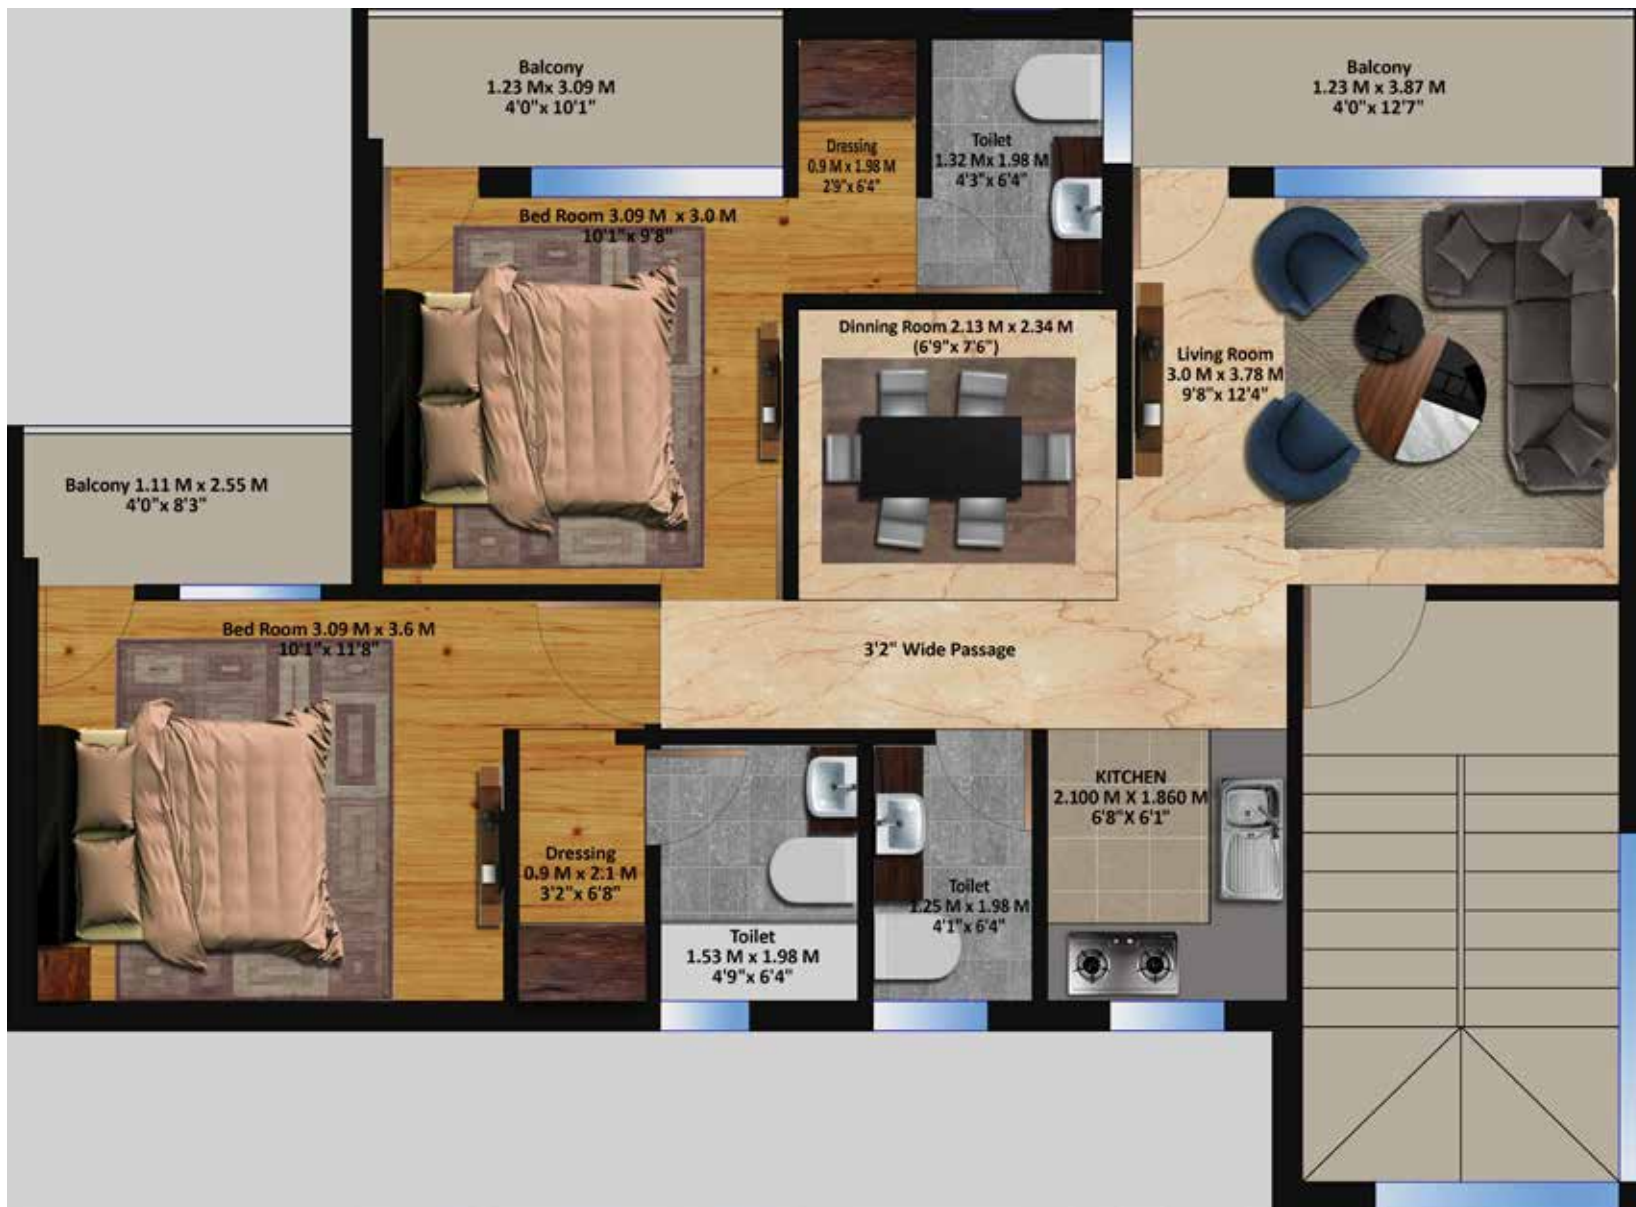 Balcony
1.23 Mx 3.09 M
4'0"x 10'1"
Balcony
1.23 M x 3.87 M
4'0"x 12'7"
Dressing
0.9 M x 1.98 M
2'9"x 6'4"
Toilet
1.32 Mx 1.98 M
4'3"x 6'4"
Bed Room 3.09 M x 3.0 M
10'1"x 9'8"
Dinning Room 2.13 M x 2.34 M
(6'9"x 7'6")
Living Room
3.0 M x 3.78 M
9'8"x 12'4"
Balcony 1.11 M x 2.55 M
4'0"x 8'3"
Bed Room 3.09 M x 3.6 M
10'1"x 11'8"
3'2" Wide Passage
KITCHEN
2.100 M X 1.860 M
6'8"X 6'1"
Dressing
0.9 M x 2.1 M
3'2"x 6'8"
Toilet
1.25 M x 1.98 M
4'1"x 6'4"
Toilet
1.53 M x 1.98 M
4'9"x 6'4"